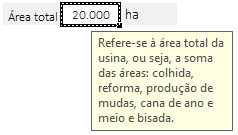 Área total 20.000 ha
Refere-se à área total da
usina, ou seja, a soma
das áreas: colhida,
reforma, produção de
mudas, cana de ano e
meio e bisada.